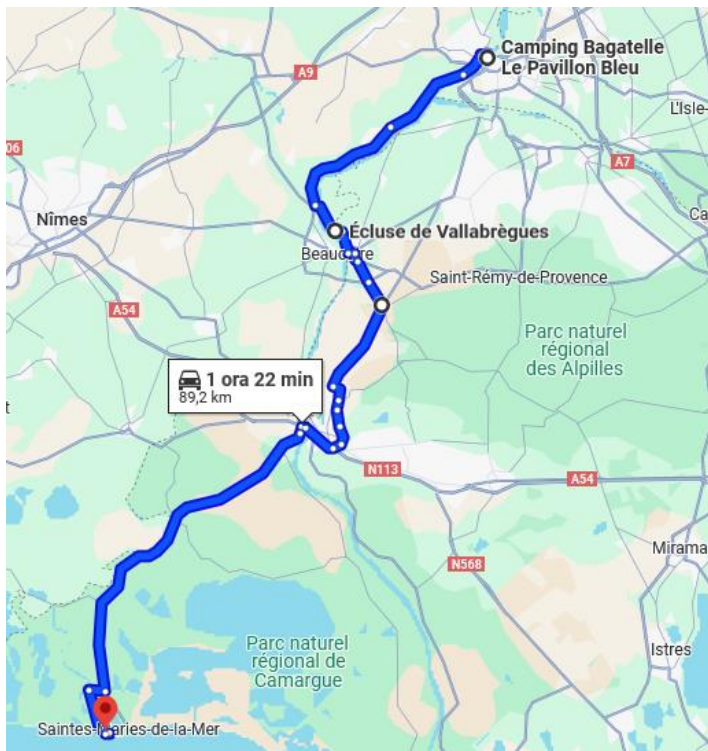 Camping Bagatelle
Le Pavillon Bleu
A9
L'Isle-
A7
06
Nîmes
Ca
Écluse de Vallabrègues
Saint-Rémy-de-Provence
A54
Parc naturel
régional
des Alpilles
1 ora 22 min
89,2 km
t
N113
A54
Mirama
N568
Parc naturel
régional de
Camargue
Istres